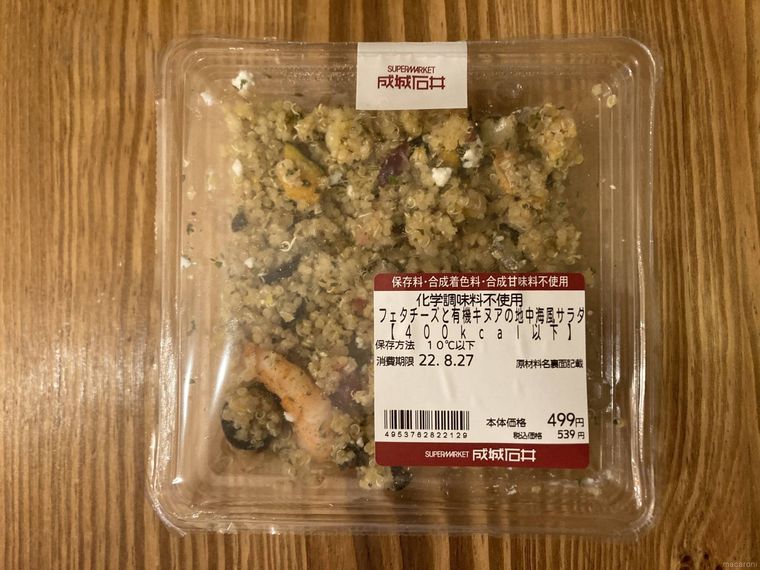 SUPERMARKET
成城石井
保存料・合成着色料・合成甘味料不使用
化学調味料不使用
フェタチーズと有機キヌアの地中海風サラダ
【400kcal以下】
保存方法 10℃以下
消費期限 22.8.27 原材料名裏面記載
本体価格 499円
4953762822129 税込価格 539円
SUPERMARKET 成城石井
macaroni